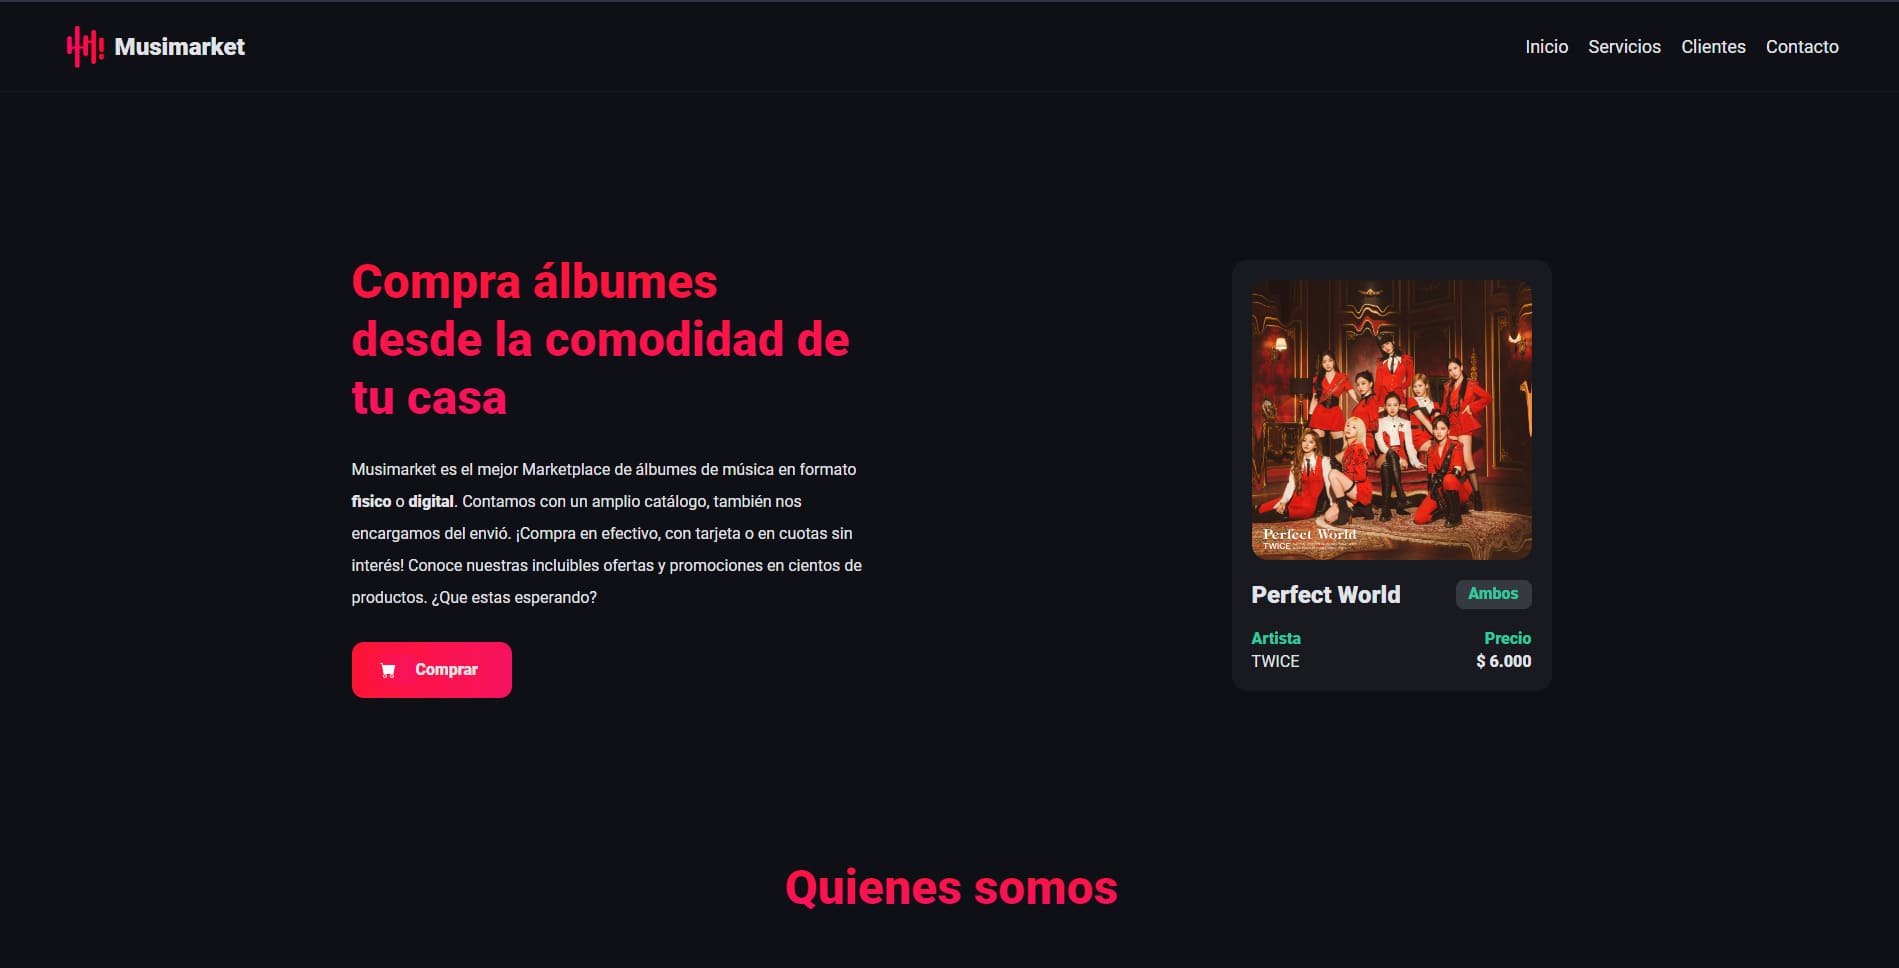 Musimarket
Inicio Servicios Clientes Contacto
Compra álbumes
desde la comodidad de
tu casa
Musimarket es el mejor Marketplace de álbumes de música en formato
fisico o digital. Contamos con un amplio catálogo, también nos
encargamos del envió. ¡Compra en efectivo, con tarjeta o en cuotas sin
interés! Conoce nuestras incluibles ofertas y promociones en cientos de
productos. ¿Que estas esperando?
Comprar
Perfect World
TWICE
Perfect World
Ambos
Artista
Precio
TWICE
$ 6.000
Quienes somos